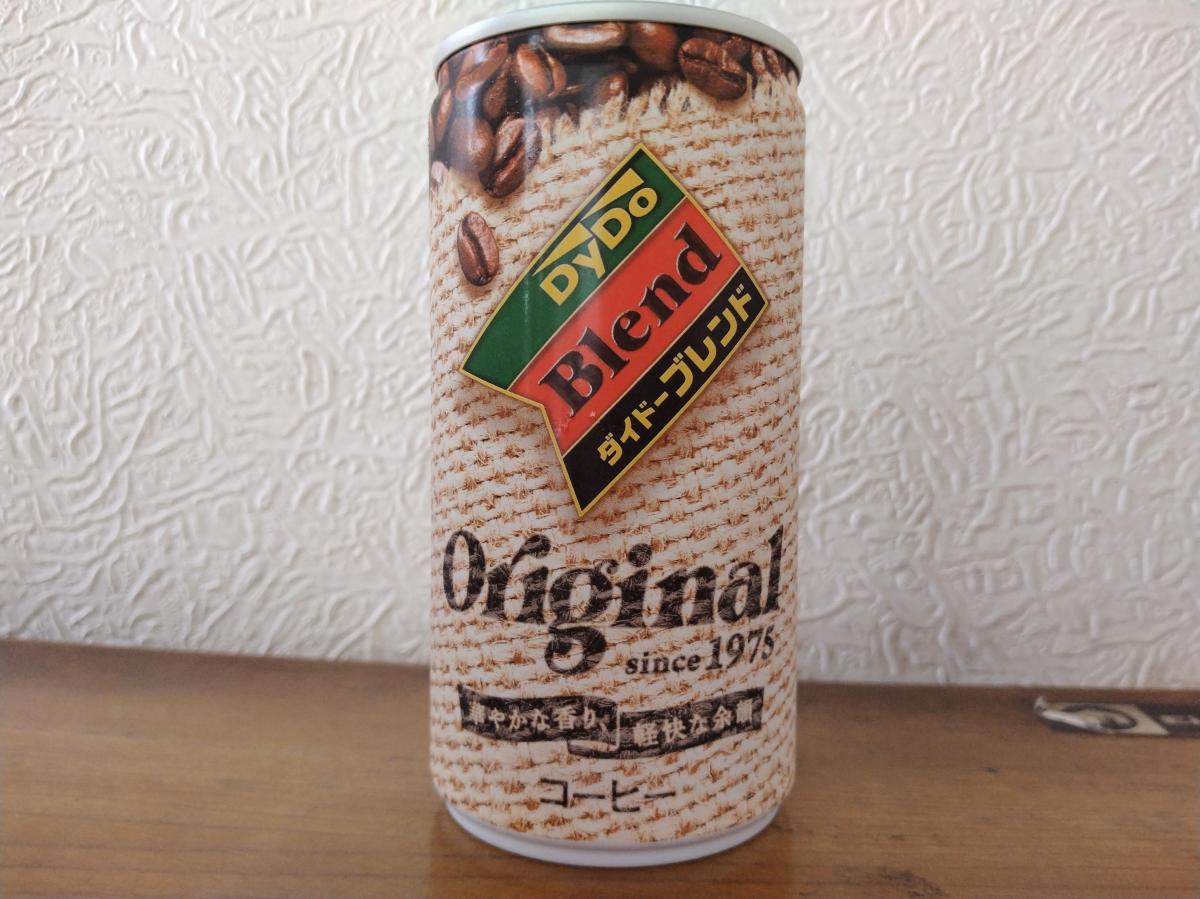 DyDo
Blend
ダイドーブレンド
Original
since 1975
華やかな香り、軽快な余韻
コーヒー